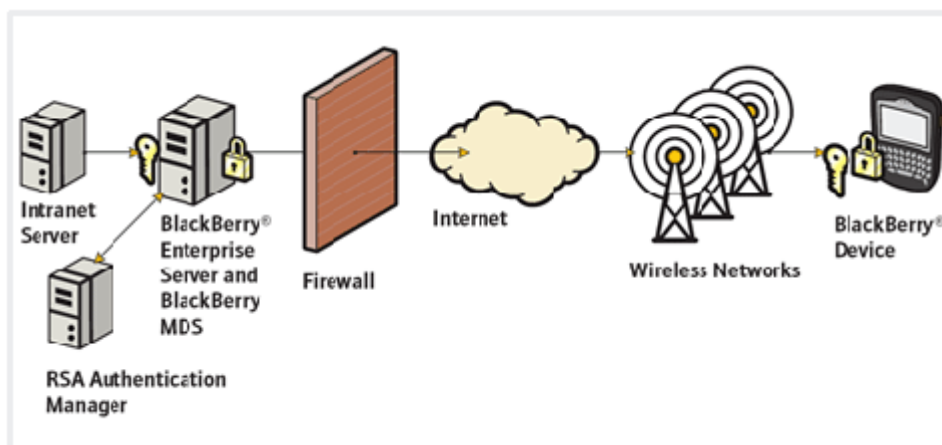 Intranet
Server
BlackBerry®
Enterprise
Server and
BlackBerry
MDS
RSA Authentication
Manager
Firewall
Internet
Wireless Networks
BlackBerry®
Device